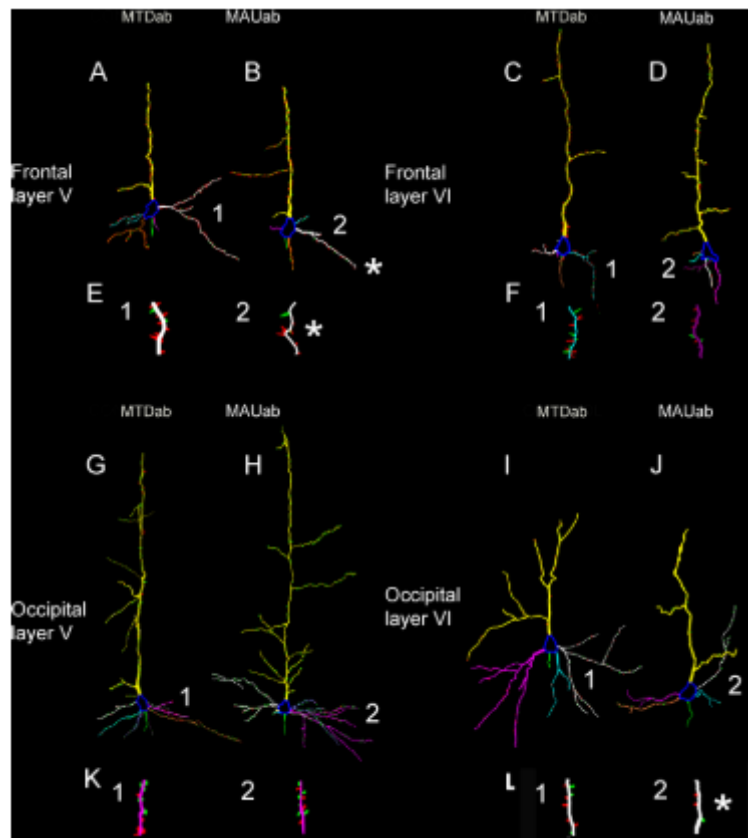 MTDab MAUab MTDab MAUab
A B C D
Frontal layer V
Frontal layer VI
1 2 * 1 2
E 1 2 * F 1 2
MTDab MAUab MTDab MAUab
G H I J
Occipital layer V
Occipital layer VI
1 2 1 2
K 1 2 L 1 2 *